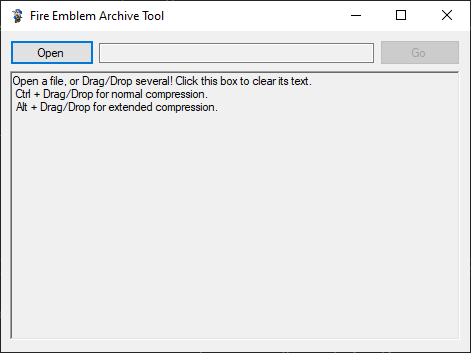 Fire Emblem Archive Tool
Open
Go
Open a file, or Drag/Drop several! Click this box to clear its text.
Ctrl + Drag/Drop for normal compression.
Alt + Drag/Drop for extended compression.